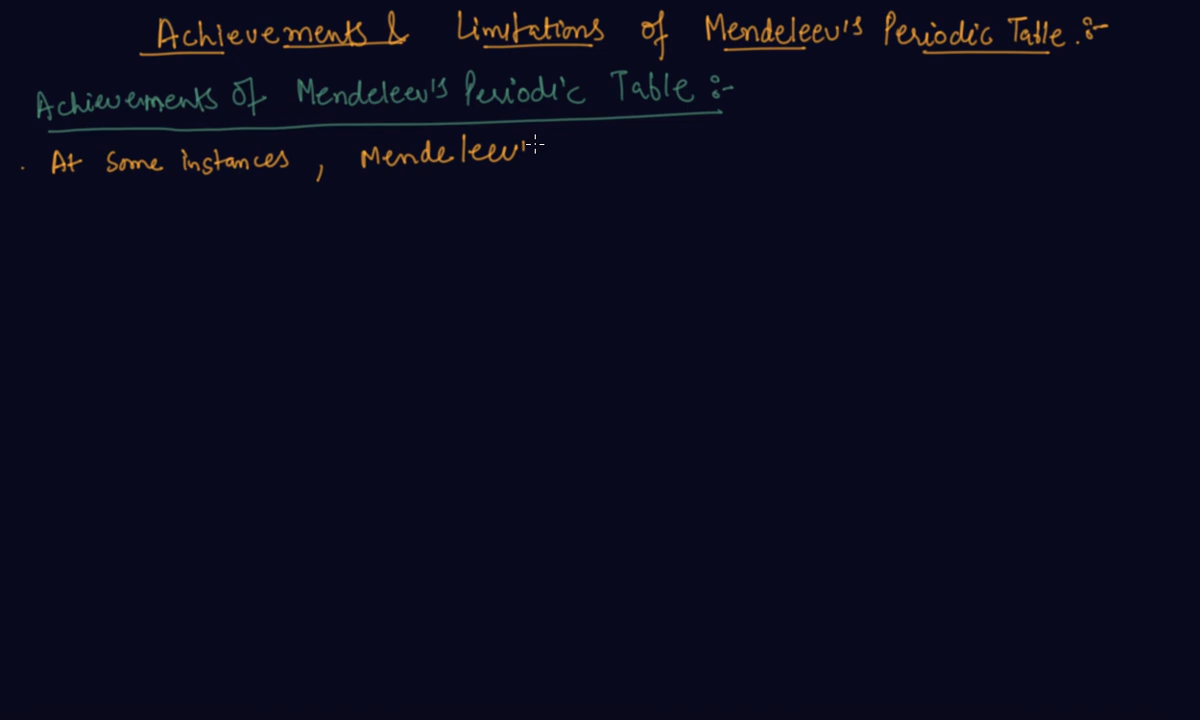 Achievements & Limitations of Mendeleev's Periodic Table :-
Achievements Of Mendeleev's Periodic Table :-
. At Some instances , Mendeleev'